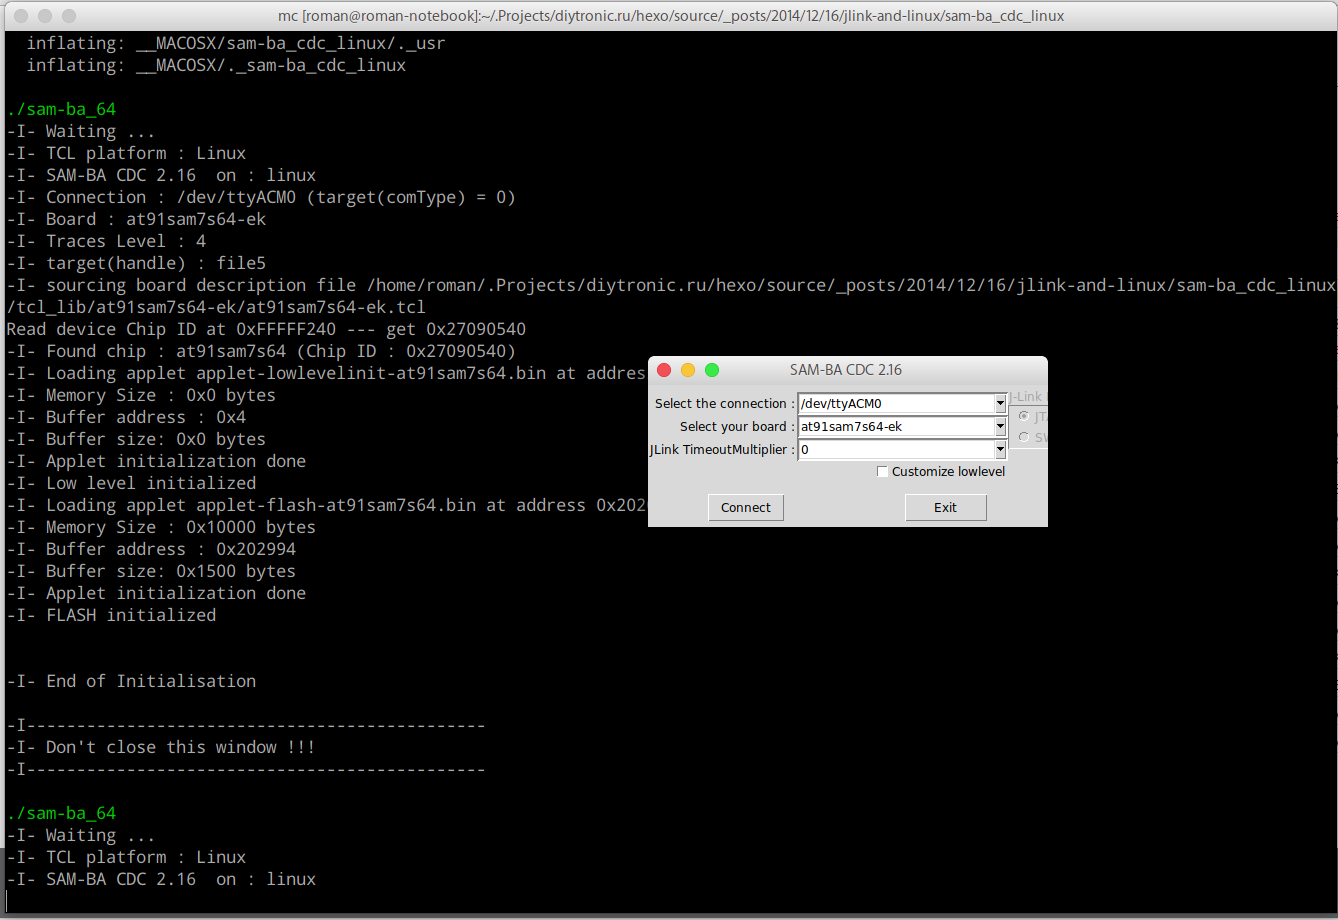 mc [roman@roman-notebook]:~/.Projects/diytronic.ru/hexo/source/_posts/2014/12/16/jlink-and-linux/sam-ba_cdc_linux
inflating: __MACOSX/sam-ba_cdc_linux/._usr
inflating: __MACOSX/._sam-ba_cdc_linux
./sam-ba_64
-I- Waiting ...
-I- TCL platform : Linux
-I- SAM-BA CDC 2.16  on : linux
-I- Connection : /dev/ttyACM0 (target(comType) = 0)
-I- Board : at91sam7s64-ek
-I- Traces Level : 4
-I- target(handle) : file5
-I- sourcing board description file /home/roman/.Projects/diytronic.ru/hexo/source/_posts/2014/12/16/jlink-and-linux/sam-ba_cdc_linux
/tcl_lib/at91sam7s64-ek/at91sam7s64-ek.tcl
Read device Chip ID at 0xFFFFF240 --- get 0x27090540
-I- Found chip : at91sam7s64 (Chip ID : 0x27090540)
-I- Loading applet applet-lowlevelinit-at91sam7s64.bin at addres
-I- Memory Size : 0x0 bytes
-I- Buffer address : 0x4
-I- Buffer size: 0x0 bytes
-I- Applet initialization done
-I- Low level initialized
-I- Loading applet applet-flash-at91sam7s64.bin at address 0x202
-I- Memory Size : 0x10000 bytes
-I- Buffer address : 0x202994
-I- Buffer size: 0x1500 bytes
-I- Applet initialization done
-I- FLASH initialized
-I- End of Initialisation
-I----------------------------------------------
-I- Don't close this window !!!
-I----------------------------------------------
./sam-ba_64
-I- Waiting ...
-I- TCL platform : Linux
-I- SAM-BA CDC 2.16  on : linux
SAM-BA CDC 2.16
Select the connection : /dev/ttyACM0
J-Link
Select your board : at91sam7s64-ek
JLink TimeoutMultiplier : 0
Customize lowlevel
Connect
Exit